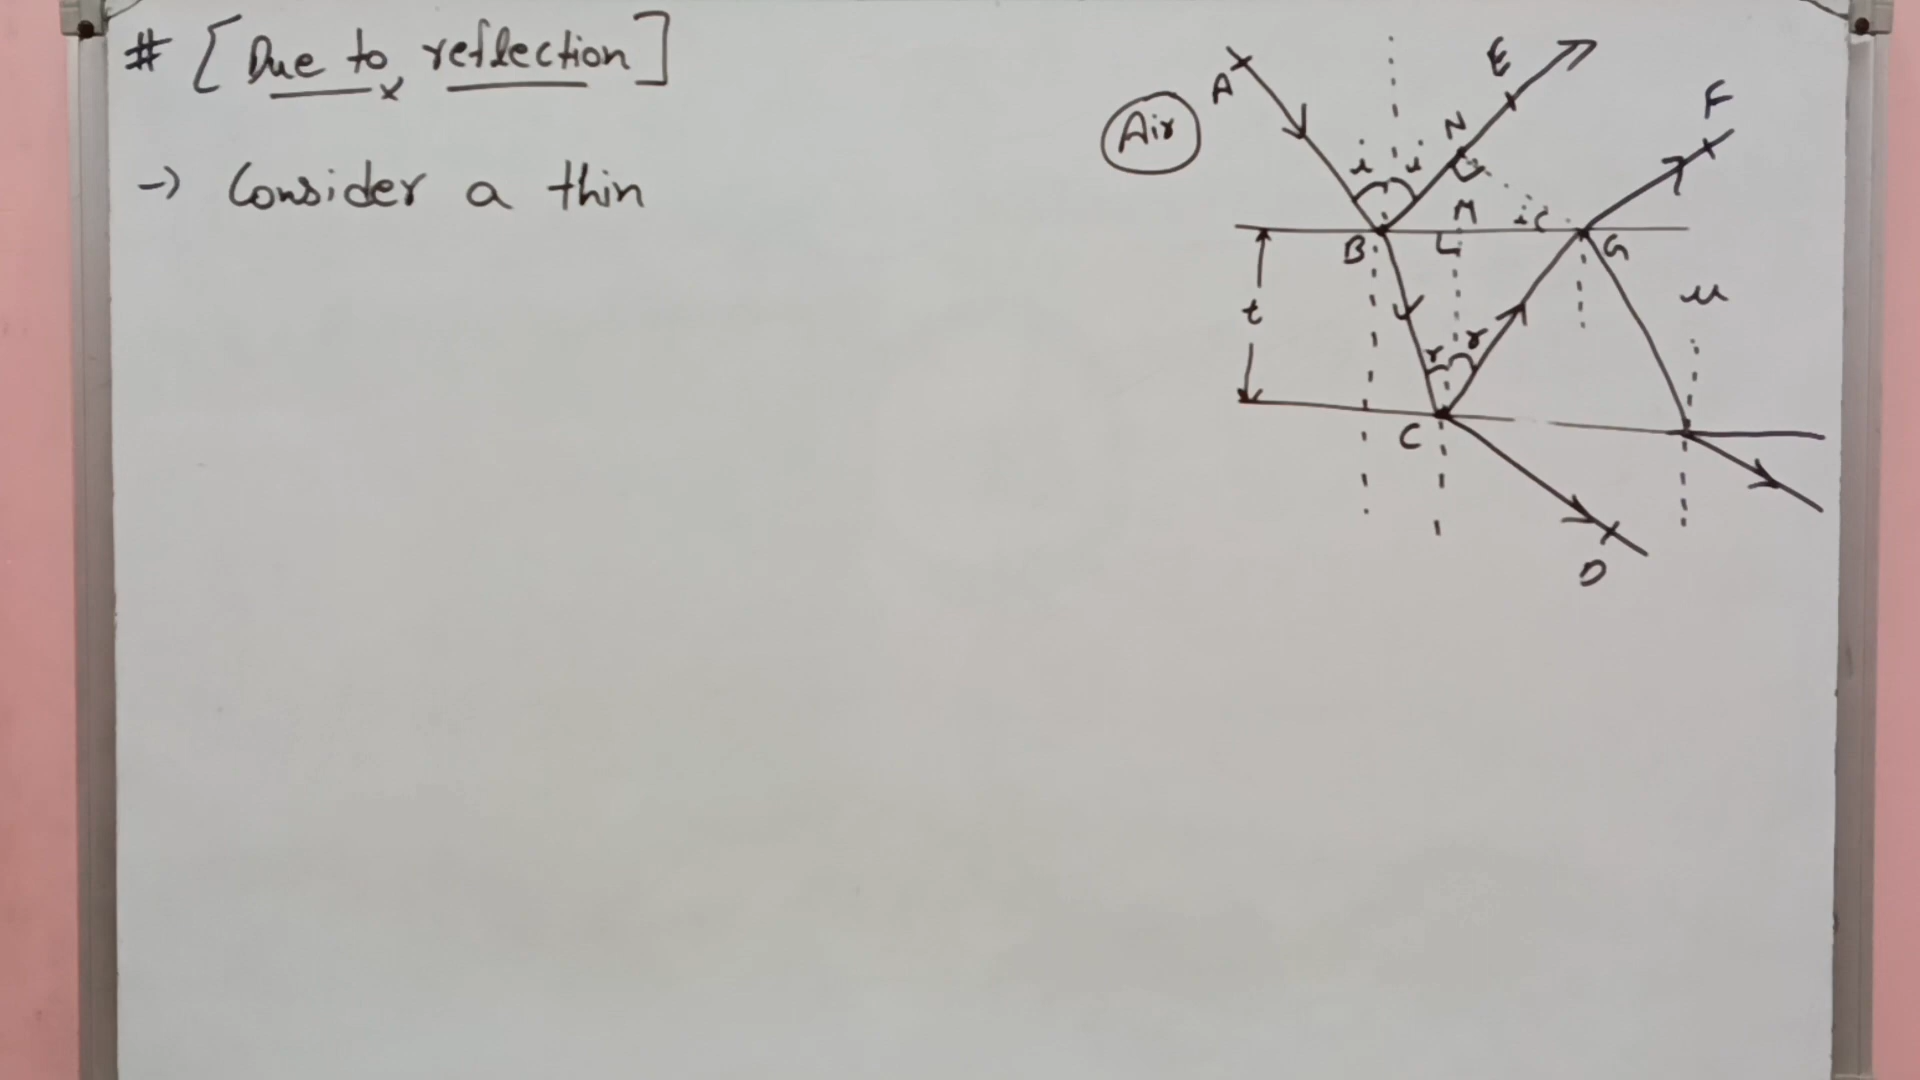 # [Due to reflection]
→ Consider a thin
Air
A
E
F
N
i
i
M
i
B
G
t
r
r
μ
C
D